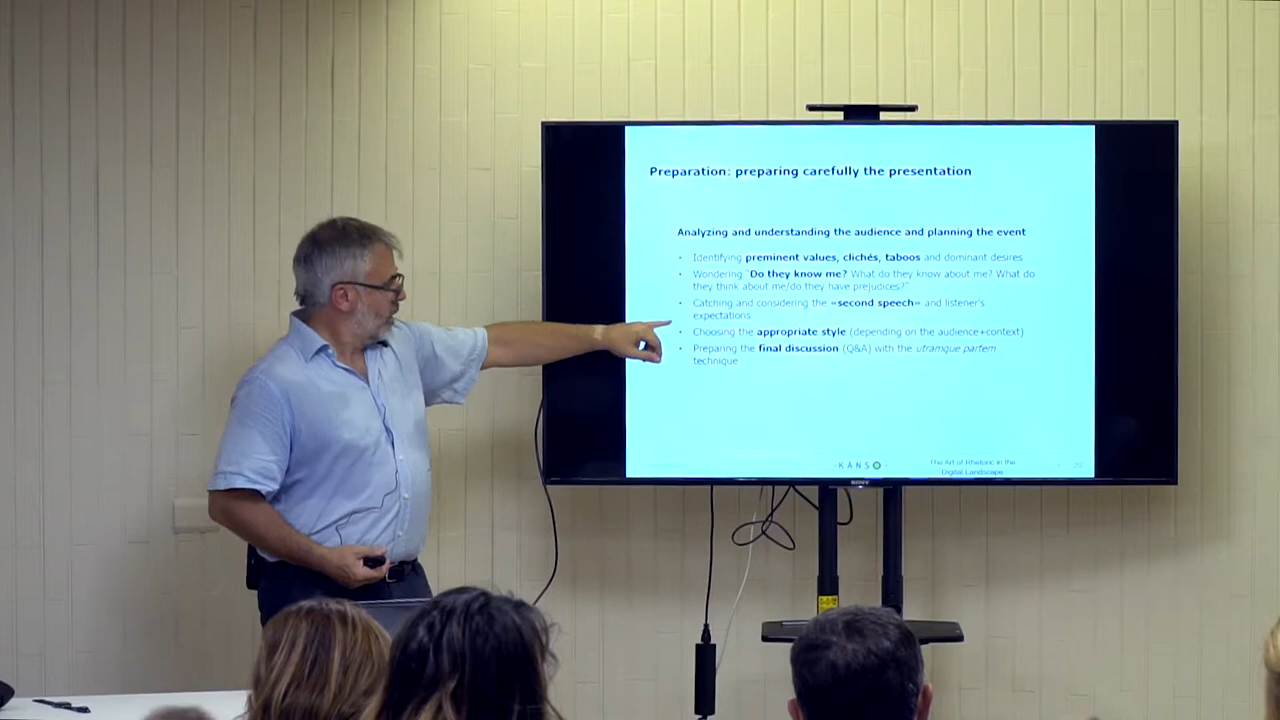 Preparation: preparing carefully the presentation
Analyzing and understanding the audience and planning the event
• Identifying preminent values, clichés, taboos and dominant desires
• Wondering "Do they know me? What do they know about me? What do
they think about me/do they have prejudices?"
• Catching and considering the «second speech» and listener's
expectations
• Choosing the appropriate style (depending on the audience+context)
• Preparing the final discussion (Q&A) with the utramque partem
technique
KANSO
The Art of Rhetoric in the
Digital Landscape
SONY